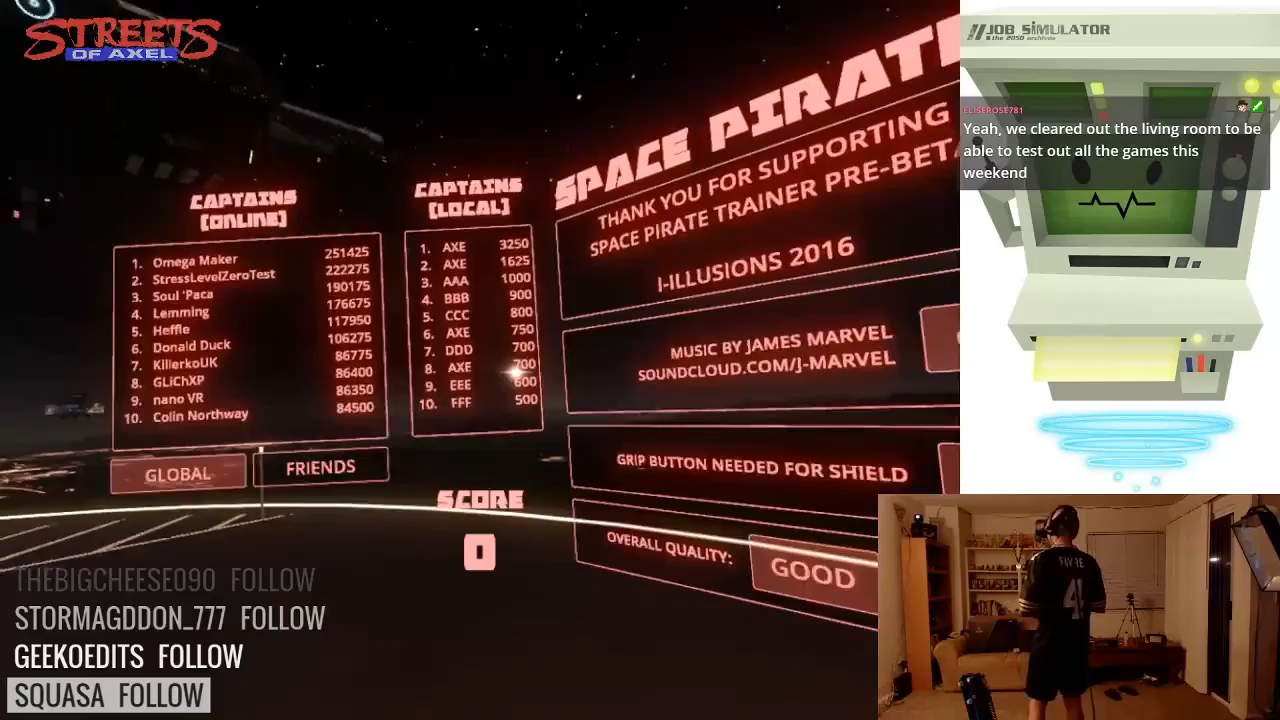 STREETS
OF AXEL
CAPTAINS
[ONLINE]
1. Omega Maker 251425
2. StressLevelZeroTest 222275
3. Soul 'Paca 190175
4. Lemming 176675
5. Heffle 117950
6. Donald Duck 106275
7. KillerkoUK 86775
8. GLiChXP 86400
9. nano VR 86350
10. Colin Northway 84500
GLOBAL
FRIENDS
CAPTAINS
[LOCAL]
1. AXE 3250
2. AXE 1625
3. AAA 1000
4. BBB 900
5. CCC 800
6. AXE 750
7. DDD 700
8. AXE 700
9. EEE 600
10. FFF 500
SCORE
0
SPACE PIRATE
THANK YOU FOR SUPPORTING
SPACE PIRATE TRAINER PRE-BETA
I-ILLUSIONS 2016
MUSIC BY JAMES MARVEL
SOUNDCLOUD.COM/J-MARVEL
GRIP BUTTON NEEDED FOR SHIELD
OVERALL QUALITY:
GOOD
JOB SIMULATOR
the 2050 archives
ELISEROSE781
Yeah, we cleared out the living room to be
able to test out all the games this
weekend
THEBIGCHEESE090 FOLLOW
STORMAGDDON_777 FOLLOW
GEEKOEDITS FOLLOW
SQUASA FOLLOW